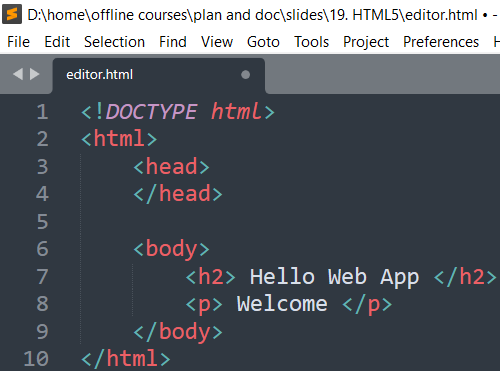 D:\home\offline courses\plan and doc\slides\19. HTML5\editor.html • -
File Edit Selection Find View Goto Tools Project Preferences H
editor.html
1 <!DOCTYPE html>
2 <html>
3 <head>
4 </head>
5
6 <body>
7 <h2> Hello Web App </h2>
8 <p> Welcome </p>
9 </body>
10 </html>